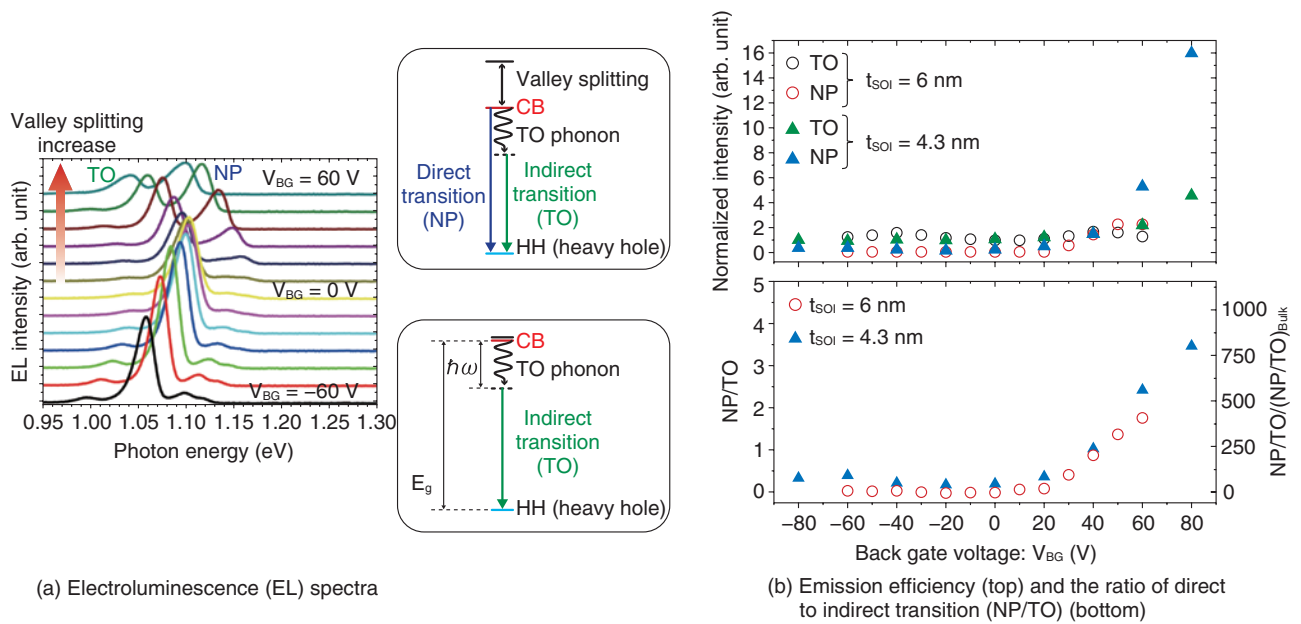 Valley splitting
increase
TO
NP
V_BG = 60 V
V_BG = 0 V
V_BG = −60 V
EL intensity (arb. unit)
0.95 1.00 1.05 1.10 1.15 1.20 1.25 1.30
Photon energy (eV)
Valley splitting
CB
TO phonon
Direct
transition
(NP)
Indirect
transition
(TO)
HH (heavy hole)
CB
ħω
TO phonon
Indirect
transition
(TO)
E_g
HH (heavy hole)
(a) Electroluminescence (EL) spectra
Normalized intensity (arb. unit)
16
14
12
10
8
6
4
2
0
TO
NP
t_SOI = 6 nm
TO
NP
t_SOI = 4.3 nm
NP/TO
5
4
3
2
1
0
t_SOI = 6 nm
t_SOI = 4.3 nm
1000
750
500
250
0
NP/TO/(NP/TO)_Bulk
−80 −60 −40 −20 0 20 40 60 80
Back gate voltage: V_BG (V)
(b) Emission efficiency (top) and the ratio of direct
to indirect transition (NP/TO) (bottom)